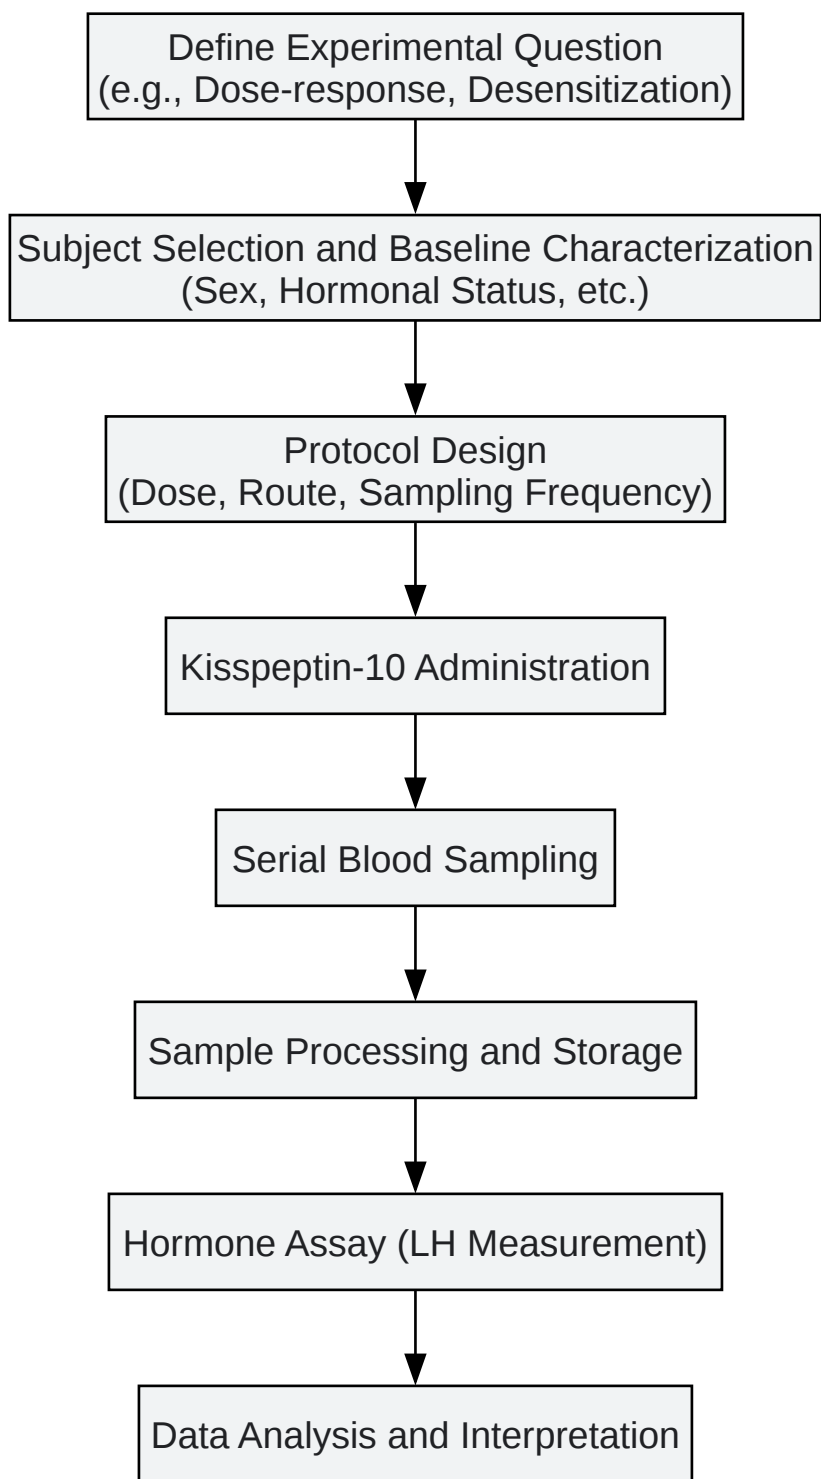 Define Experimental Question
(e.g., Dose-response, Desensitization)
Subject Selection and Baseline Characterization
(Sex, Hormonal Status, etc.)
Protocol Design
(Dose, Route, Sampling Frequency)
Kisspeptin-10 Administration
Serial Blood Sampling
Sample Processing and Storage
Hormone Assay (LH Measurement)
Data Analysis and Interpretation